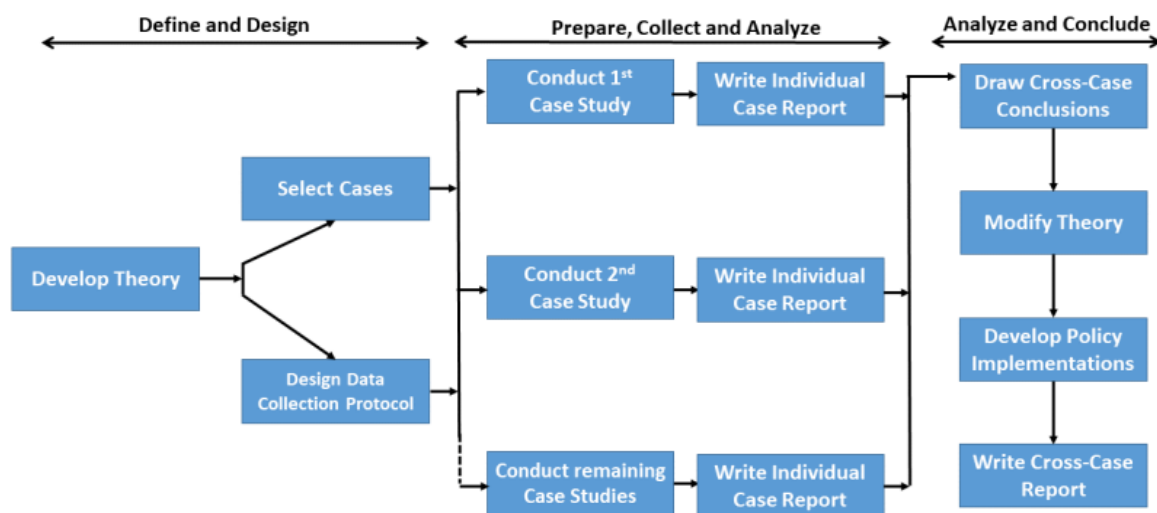 Define and Design
Prepare, Collect and Analyze
Analyze and Conclude
Develop Theory
Select Cases
Design Data
Collection Protocol
Conduct 1st
Case Study
Write Individual
Case Report
Conduct 2nd
Case Study
Write Individual
Case Report
Conduct remaining
Case Studies
Write Individual
Case Report
Draw Cross-Case
Conclusions
Modify Theory
Develop Policy
Implementations
Write Cross-Case
Report